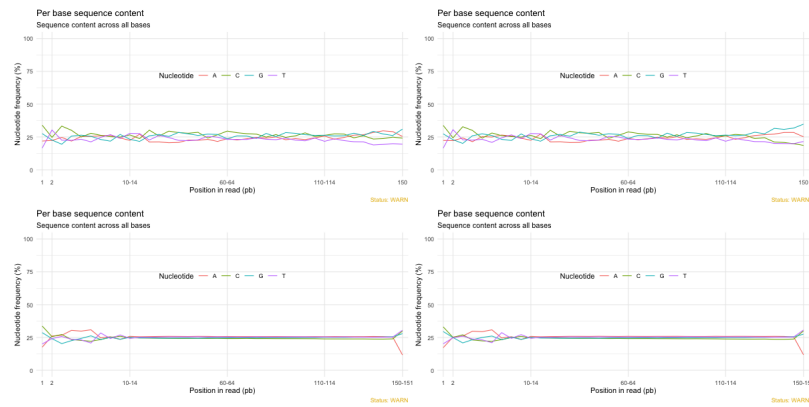 Per base sequence content
Sequence content across all bases
Nucleotide frequency (%)
100
75
50
25
0
Nucleotide A C G T
1 2 10-14 60-64 110-114 150
Position in read (pb)
Status: WARN
Per base sequence content
Sequence content across all bases
Nucleotide frequency (%)
100
75
50
25
0
Nucleotide A C G T
1 2 10-14 60-64 110-114 150
Position in read (pb)
Status: WARN
Per base sequence content
Sequence content across all bases
Nucleotide frequency (%)
100
75
50
25
0
Nucleotide A C G T
1 2 10-14 60-64 110-114 150-151
Position in read (pb)
Status: WARN
Per base sequence content
Sequence content across all bases
Nucleotide frequency (%)
100
75
50
25
0
Nucleotide A C G T
1 2 10-14 60-64 110-114 150-151
Position in read (pb)
Status: WARN